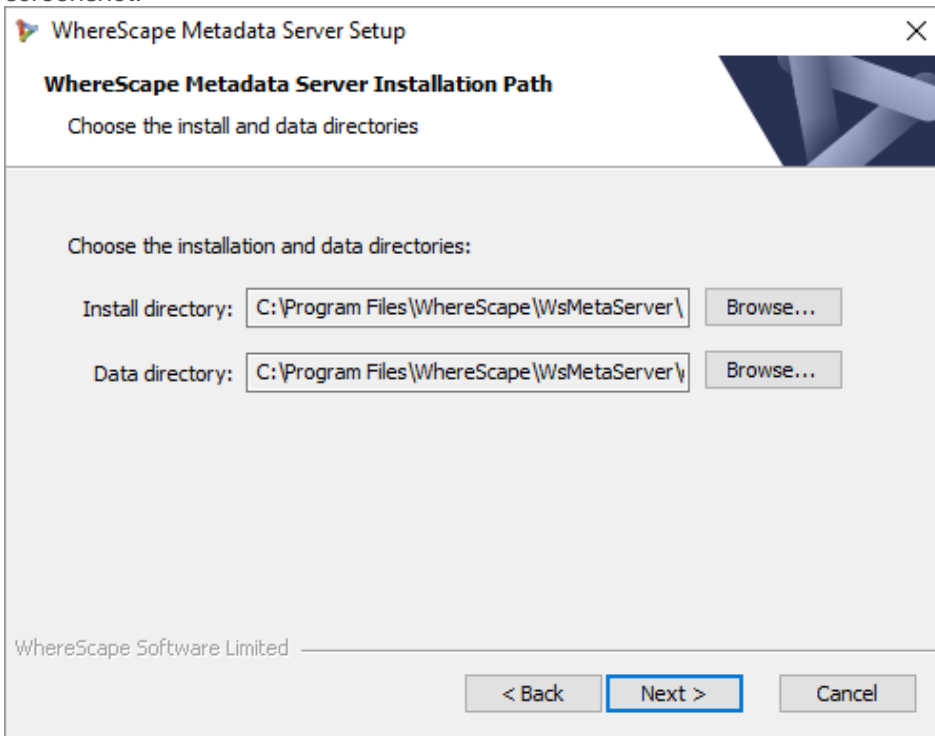 WhereScape Metadata Server Setup
WhereScape Metadata Server Installation Path
Choose the install and data directories
Choose the installation and data directories:
Install directory: C:\Program Files\WhereScape\WsMetaServer\ Browse...
Data directory: C:\Program Files\WhereScape\WsMetaServer\ Browse...
WhereScape Software Limited
< Back Next > Cancel